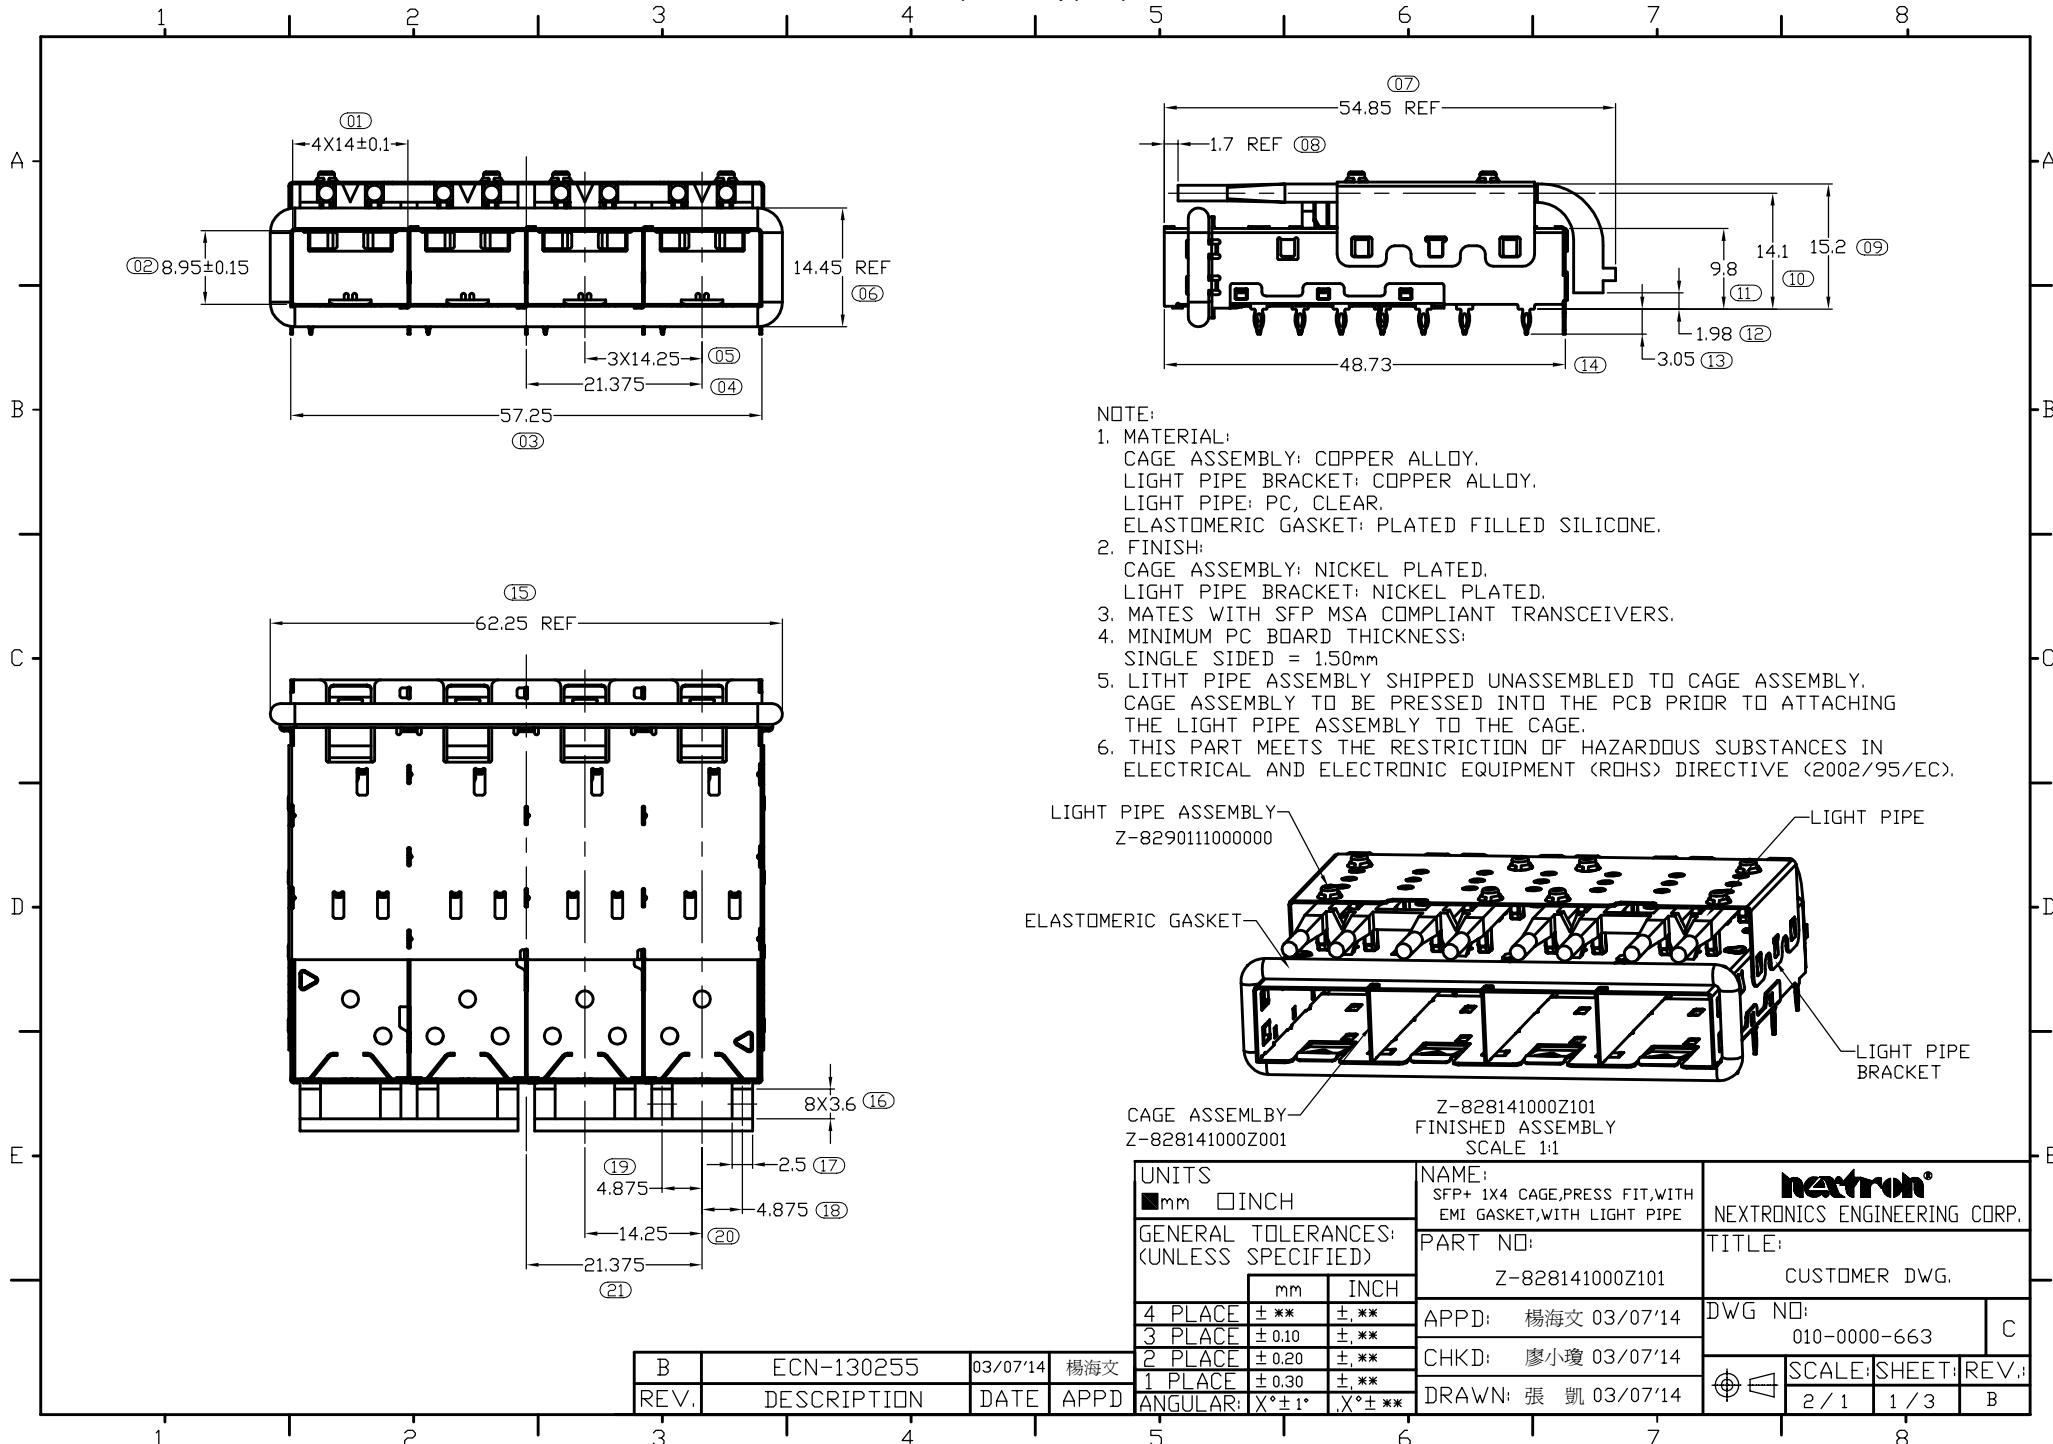 1 2 3 4 5 6 7 8
A
B
C
D
E
01
4X14±0.1
02 8.95±0.15
14.45 REF
06
3X14.25 05
21.375 04
57.25
03
07
54.85 REF
1.7 REF 08
15.2 09
14.1
10
9.8
11
1.98 12
3.05 13
48.73 14
NOTE:
1. MATERIAL:
CAGE ASSEMBLY: COPPER ALLOY.
LIGHT PIPE BRACKET: COPPER ALLOY.
LIGHT PIPE: PC, CLEAR.
ELASTOMERIC GASKET: PLATED FILLED SILICONE.
2. FINISH:
CAGE ASSEMBLY: NICKEL PLATED.
LIGHT PIPE BRACKET: NICKEL PLATED.
3. MATES WITH SFP MSA COMPLIANT TRANSCEIVERS.
4. MINIMUM PC BOARD THICKNESS:
SINGLE SIDED = 1.50mm
5. LITHT PIPE ASSEMBLY SHIPPED UNASSEMBLED TO CAGE ASSEMBLY.
CAGE ASSEMBLY TO BE PRESSED INTO THE PCB PRIOR TO ATTACHING
THE LIGHT PIPE ASSEMBLY TO THE CAGE.
6. THIS PART MEETS THE RESTRICTION OF HAZARDOUS SUBSTANCES IN
ELECTRICAL AND ELECTRONIC EQUIPMENT (ROHS) DIRECTIVE (2002/95/EC).
15
62.25 REF
8X3.6 16
2.5 17
19
4.875
4.875 18
14.25 20
21.375
21
LIGHT PIPE ASSEMBLY
Z-8290111000000
LIGHT PIPE
ELASTOMERIC GASKET
LIGHT PIPE
BRACKET
CAGE ASSEMLBY
Z-828141000Z001
Z-828141000Z101
FINISHED ASSEMBLY
SCALE 1:1
UNITS
mm INCH
GENERAL TOLERANCES:
(UNLESS SPECIFIED)
mm INCH
4 PLACE ± ** ±. **
3 PLACE ± 0.10 ±. **
2 PLACE ± 0.20 ±. **
1 PLACE ± 0.30 ±. **
ANGULAR: X°± 1° .X°± **
NAME:
SFP+ 1X4 CAGE,PRESS FIT,WITH
EMI GASKET,WITH LIGHT PIPE
PART NO:
Z-828141000Z101
APPD: 楊海文 03/07'14
CHKD: 廖小瓊 03/07'14
DRAWN: 張 凱 03/07'14
nextron®
NEXTRONICS ENGINEERING CORP.
TITLE:
CUSTOMER DWG.
DWG NO:
010-0000-663
C
SCALE: SHEET: REV.:
2 / 1 1 / 3 B
B ECN-130255 03/07'14 楊海文
REV. DESCRIPTION DATE APPD
1 2 3 4 5 6 7 8
A
B
C
D
E